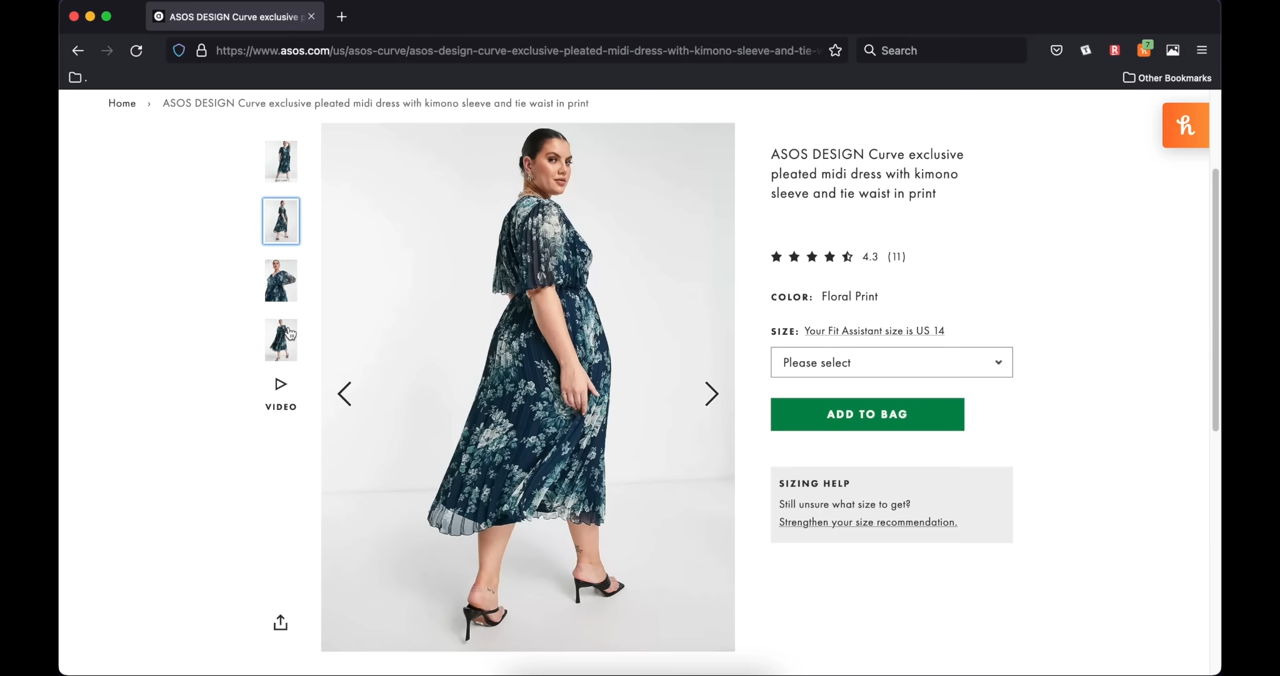 ASOS DESIGN Curve exclusive p
https://www.asos.com/us/asos-curve/asos-design-curve-exclusive-pleated-midi-dress-with-kimono-sleeve-and-tie-w
Search
7
.
Other Bookmarks
Home › ASOS DESIGN Curve exclusive pleated midi dress with kimono sleeve and tie waist in print
h
ASOS DESIGN Curve exclusive
pleated midi dress with kimono
sleeve and tie waist in print
4.3 (11)
COLOR: Floral Print
SIZE: Your Fit Assistant size is US 14
Please select
VIDEO
ADD TO BAG
SIZING HELP
Still unsure what size to get?
Strengthen your size recommendation.